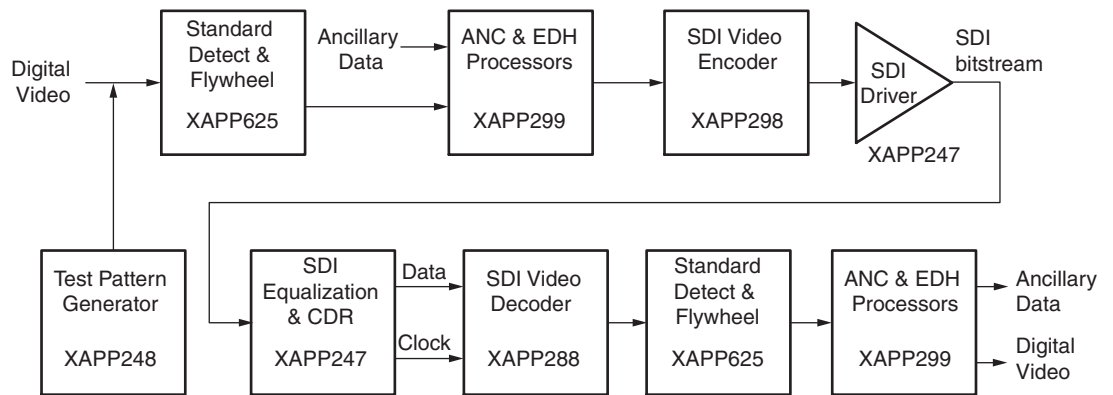 Digital
Video
Standard
Detect &
Flywheel
XAPP625
Ancillary
Data
ANC & EDH
Processors
XAPP299
SDI Video
Encoder
XAPP298
SDI
Driver
XAPP247
SDI
bitstream
Test Pattern
Generator
XAPP248
SDI
Equalization
& CDR
XAPP247
Data
Clock
SDI Video
Decoder
XAPP288
Standard
Detect &
Flywheel
XAPP625
ANC & EDH
Processors
XAPP299
Ancillary
Data
Digital
Video